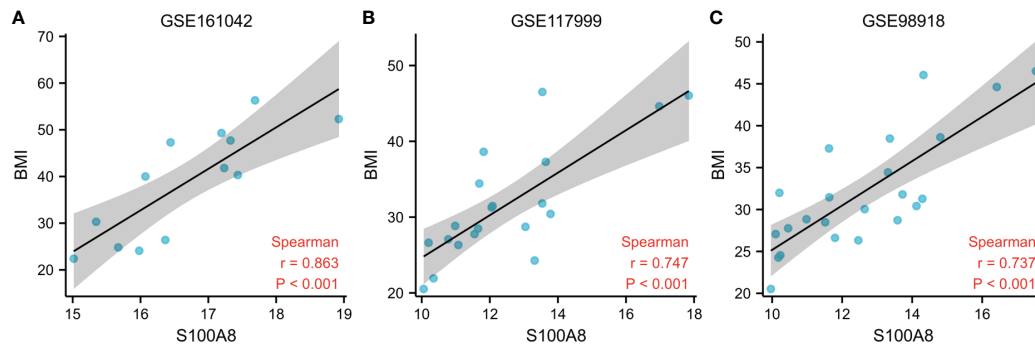 A
GSE161042
BMI
70
60
50
40
30
20
15
16
17
18
19
S100A8
Spearman
r = 0.863
P < 0.001
B
GSE117999
BMI
40
30
20
10
12
14
16
18
S100A8
Spearman
r = 0.747
P < 0.001
C
GSE98918
BMI
50
45
40
35
30
25
20
10
12
14
16
S100A8
Spearman
r = 0.737
P < 0.001